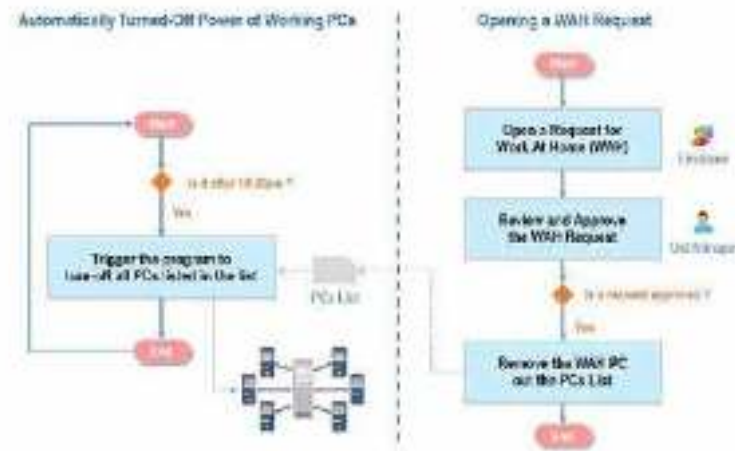 Automatically Turned-Off Power of Working PCs
Start
Yes
Trigger the program to
turn-off all PCs listed in the list
PCs List
End
Opening a WAH Request
Start
Open a Request for
Work At Home (WAH)
Employee
Review and Approve
the WAH Request
Unit Manager
Is a request approved ?
Yes
Remove the WAH PC
out the PCs List
End